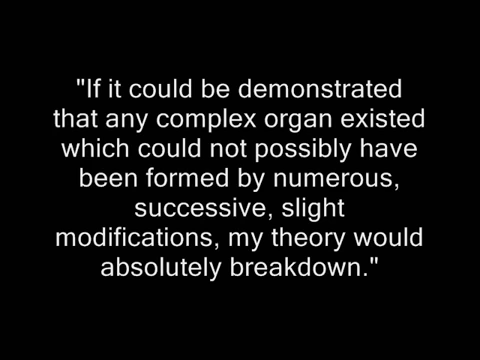 "If it could be demonstrated
that any complex organ existed
which could not possibly have
been formed by numerous,
successive, slight
modifications, my theory would
absolutely breakdown."